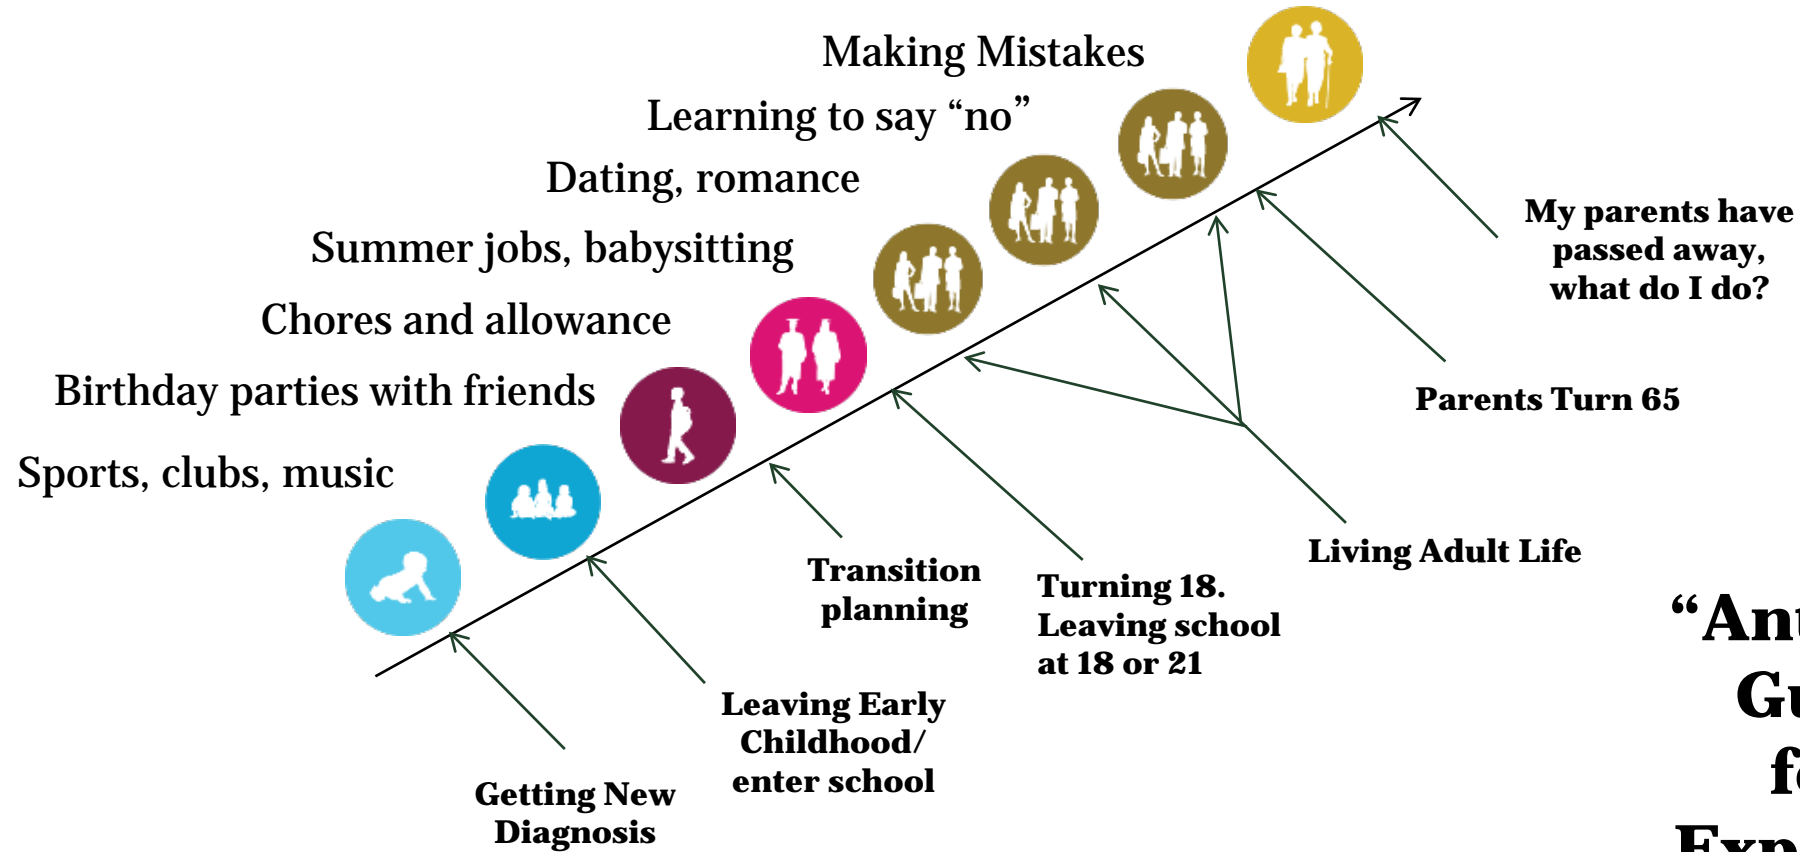 Making Mistakes
Learning to say “no”
Dating, romance
Summer jobs, babysitting
Chores and allowance
Birthday parties with friends
Sports, clubs, music
My parents have
passed away,
what do I do?
Parents Turn 65
Living Adult Life
Turning 18.
Leaving school
at 18 or 21
Transition
planning
Leaving Early
Childhood/
enter school
Getting New
Diagnosis